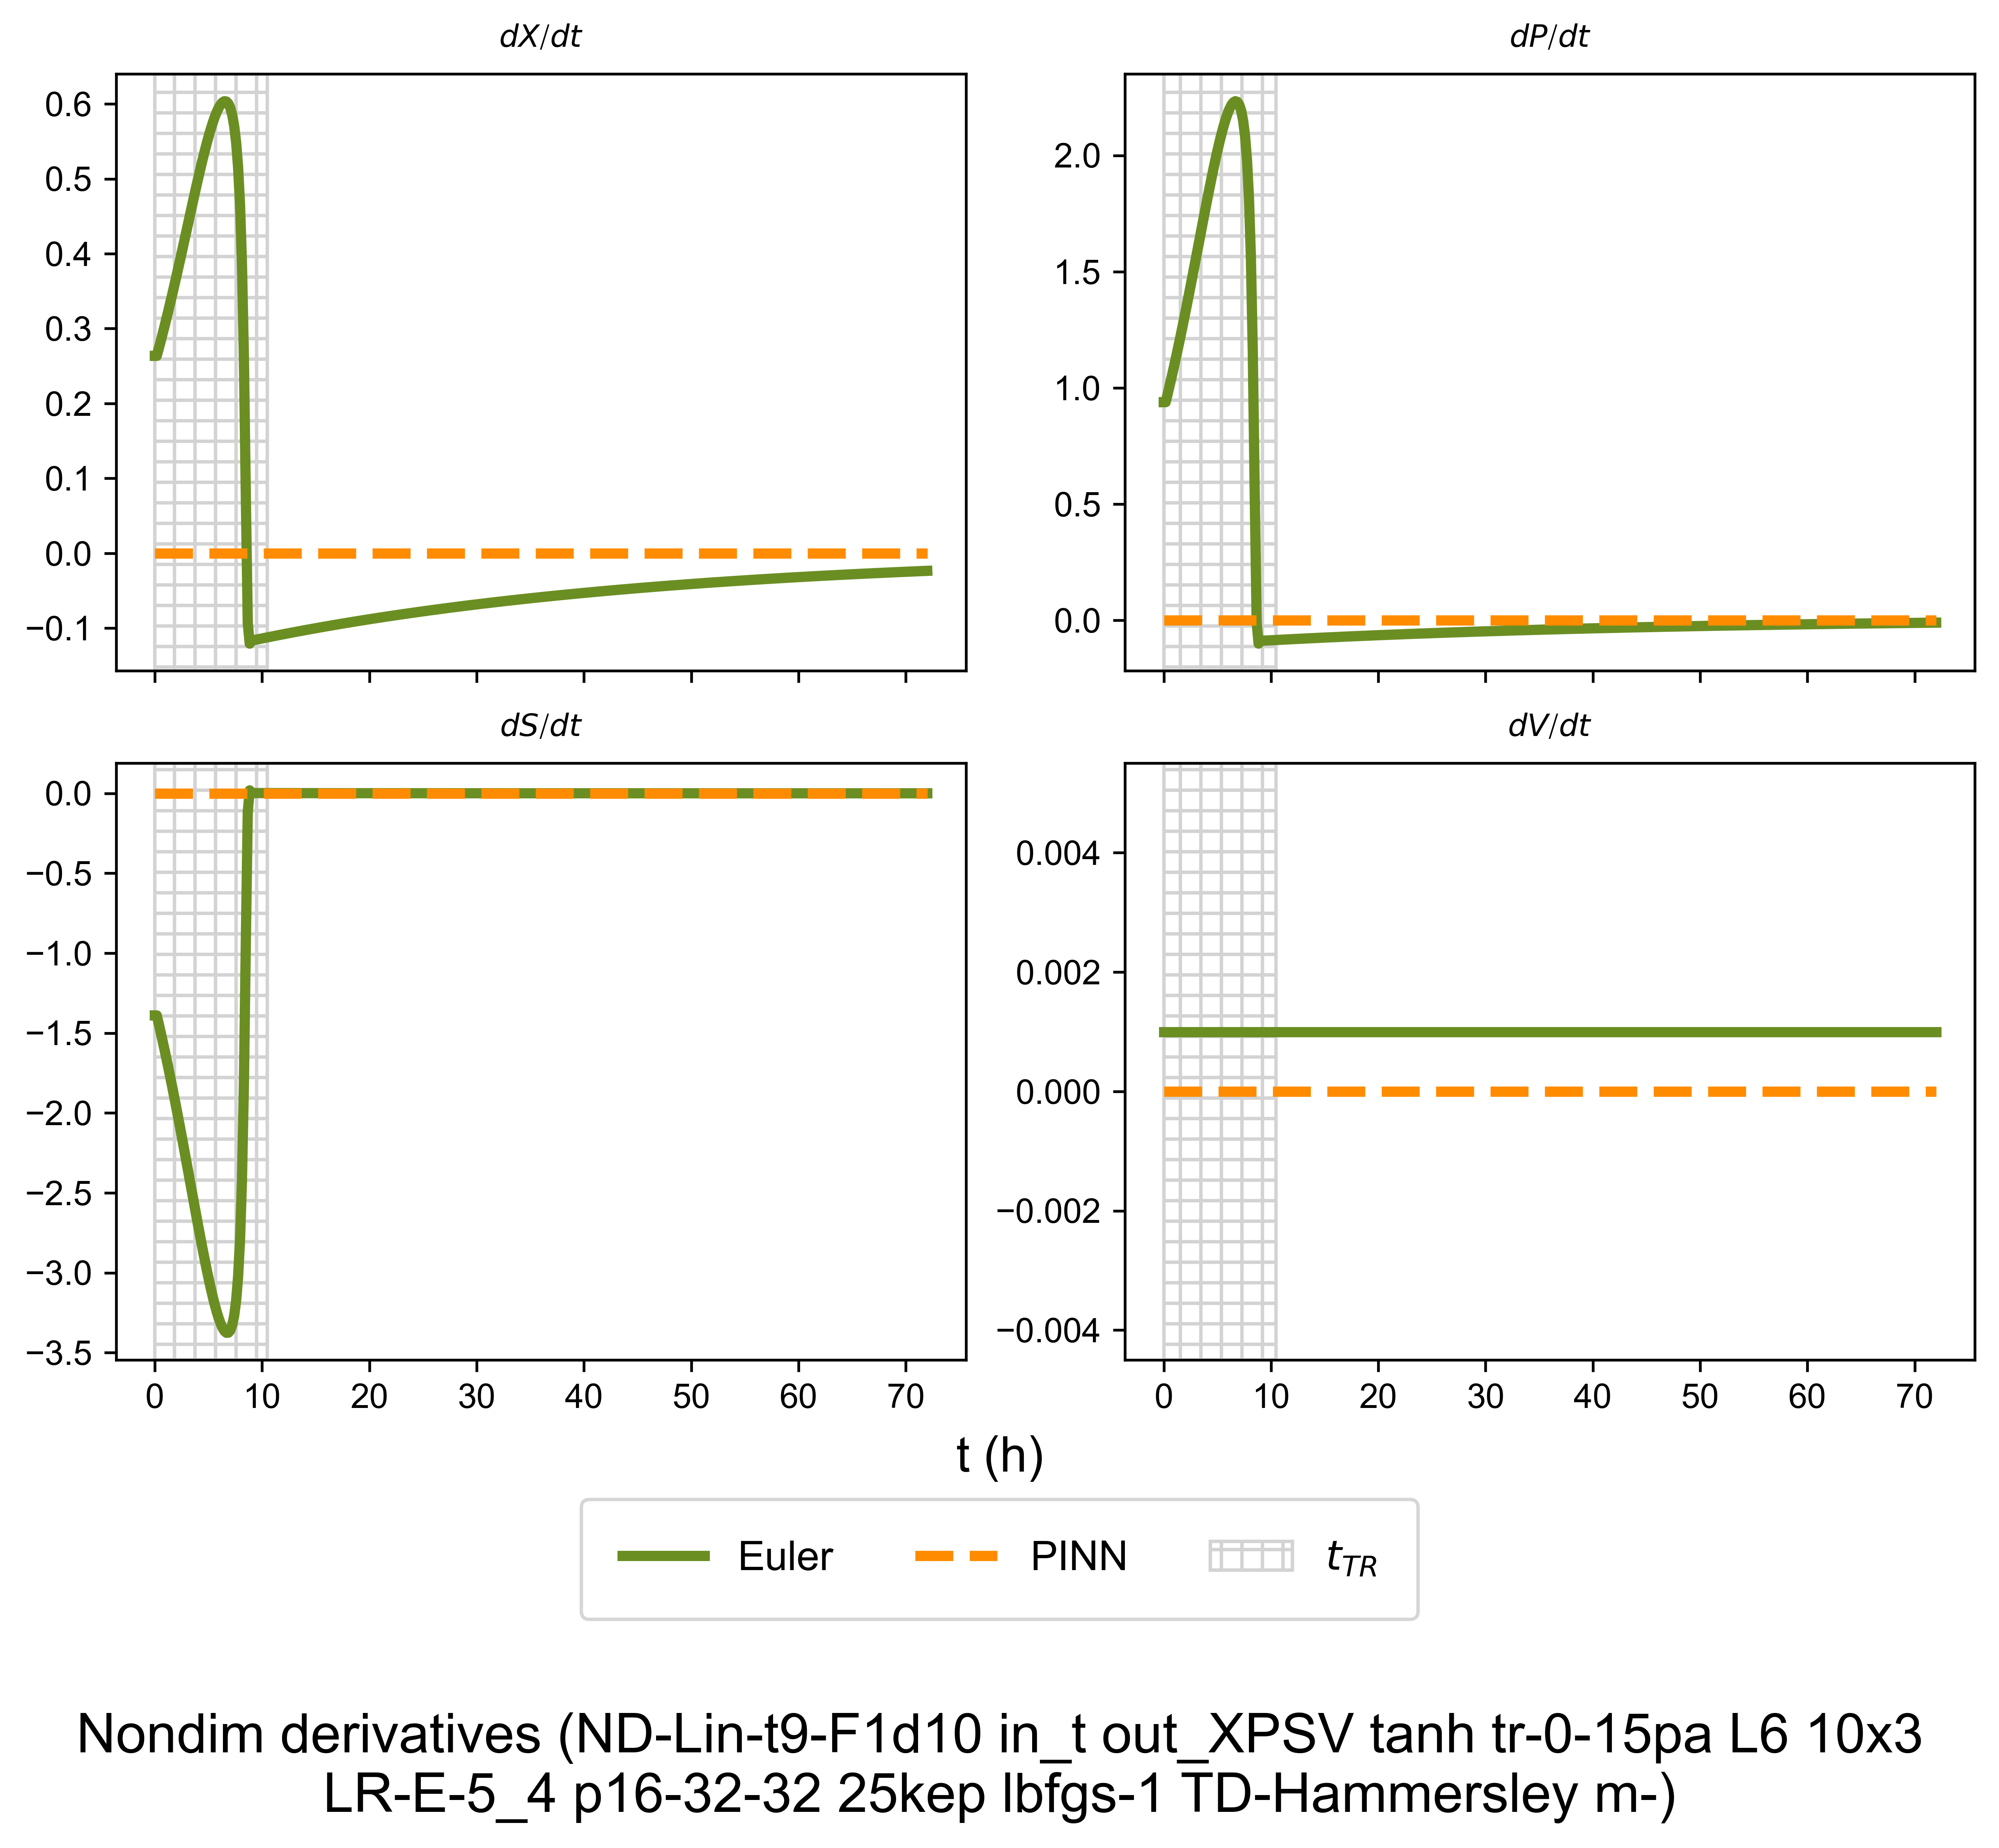 dX/dt
dP/dt
0.6
0.5
0.4
0.3
0.2
0.1
0.0
−0.1
2.0
1.5
1.0
0.5
0.0
dS/dt
dV/dt
0.0
−0.5
−1.0
−1.5
−2.0
−2.5
−3.0
−3.5
0.004
0.002
0.000
−0.002
−0.004
0 10 20 30 40 50 60 70
0 10 20 30 40 50 60 70
t (h)
Euler PINN t_TR
Nondim derivatives (ND-Lin-t9-F1d10 in_t out_XPSV tanh tr-0-15pa L6 10x3
LR-E-5_4 p16-32-32 25kep lbfgs-1 TD-Hammersley m-)